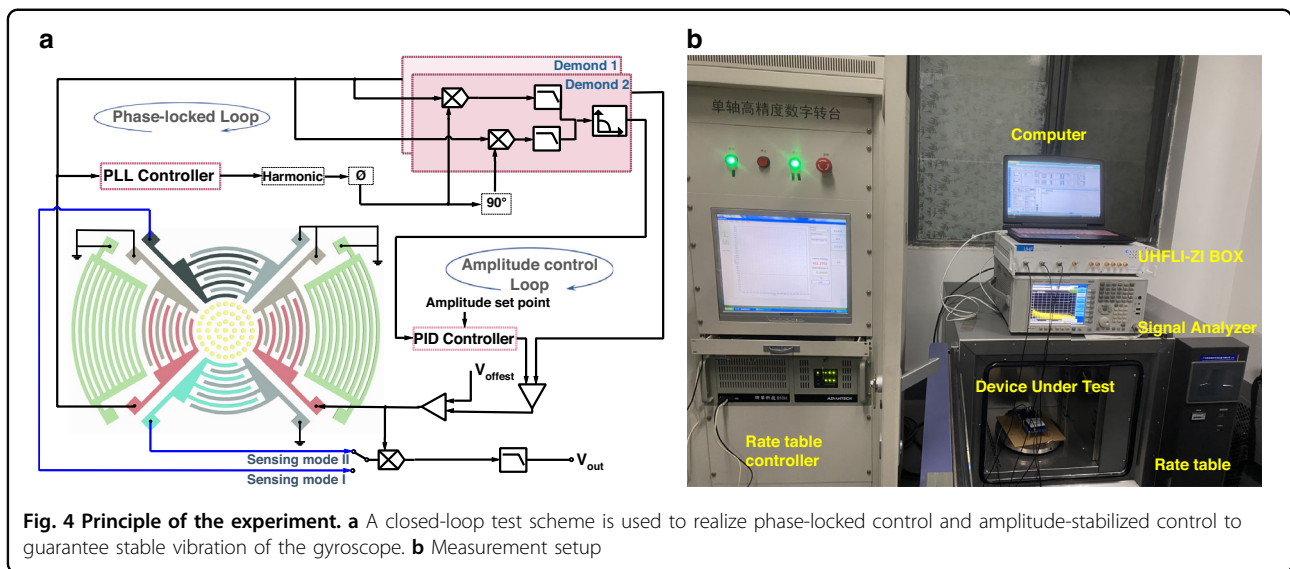 a
Demond 1
Demond 2
Phase-locked Loop
PLL Controller
Harmonic
Ø
90°
Amplitude control
Loop
Amplitude set point
PID Controller
Voffest
Sensing mode II
Sensing mode I
Vout
b
单轴高精度数字转台
Computer
UHFLI-ZI BOX
Signal Analyzer
Device Under Test
Rate table
controller
Rate table
ADVANTECH
Fig. 4 Principle of the experiment. a A closed-loop test scheme is used to realize phase-locked control and amplitude-stabilized control to
guarantee stable vibration of the gyroscope. b Measurement setup